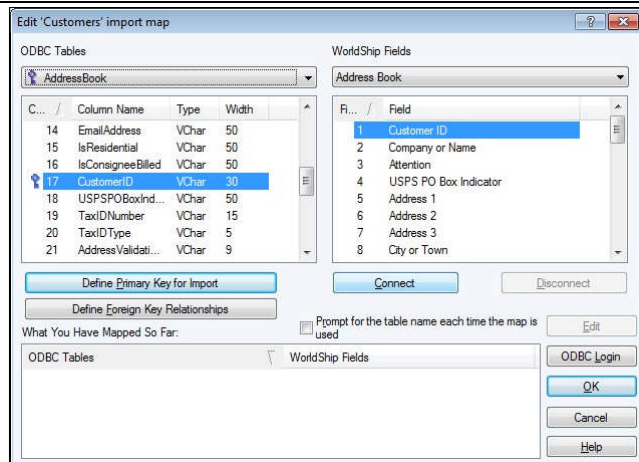 Edit 'Customers' import map
ODBC Tables
AddressBook
C... / Column Name Type Width
14 EmailAddress VChar 50
15 IsResidential VChar 50
16 IsConsigneeBilled VChar 50
17 CustomerID VChar 30
18 USPSPOBoxInd... VChar 50
19 TaxIDNumber VChar 15
20 TaxIDType VChar 5
21 AddressValidati... VChar 9
Define Primary Key for Import
Define Foreign Key Relationships
WorldShip Fields
Address Book
Fi... / Field
1 Customer ID
2 Company or Name
3 Attention
4 USPS PO Box Indicator
5 Address 1
6 Address 2
7 Address 3
8 City or Town
Connect
Disconnect
Prompt for the table name each time the map is
used
What You Have Mapped So Far:
ODBC Tables WorldShip Fields
Edit
ODBC Login
OK
Cancel
Help